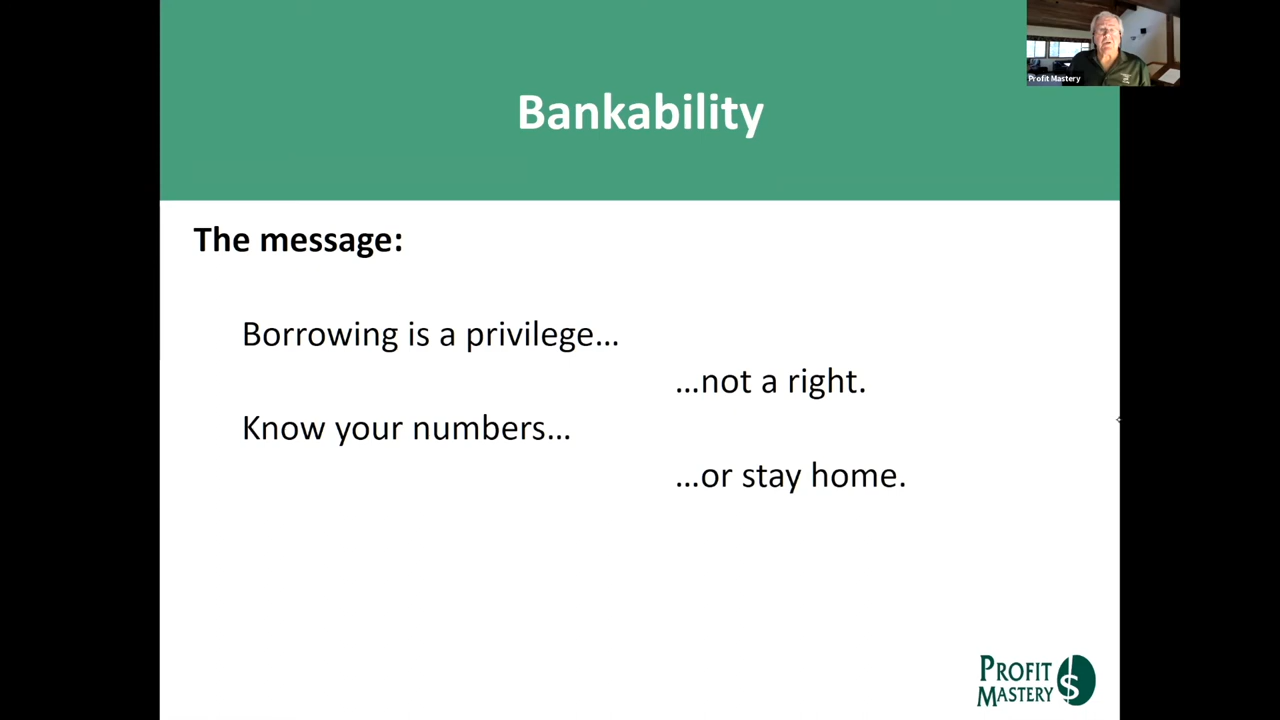 Bankability
Profit Mastery
The message:
Borrowing is a privilege...
...not a right.
Know your numbers...
...or stay home.
PROFIT
MASTERY
$